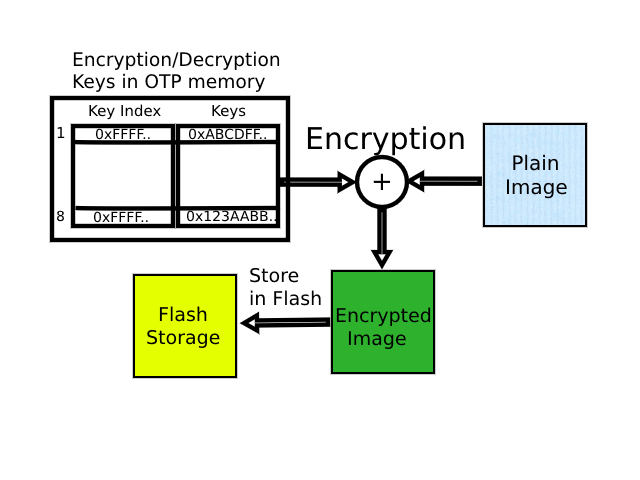 Encryption/Decryption
Keys in OTP memory
Key Index Keys
1 0xFFFF.. 0xABCDFF..
8 0xFFFF.. 0x123AABB..
Encryption
+
Plain
Image
Store
in Flash
Flash
Storage
Encrypted
Image